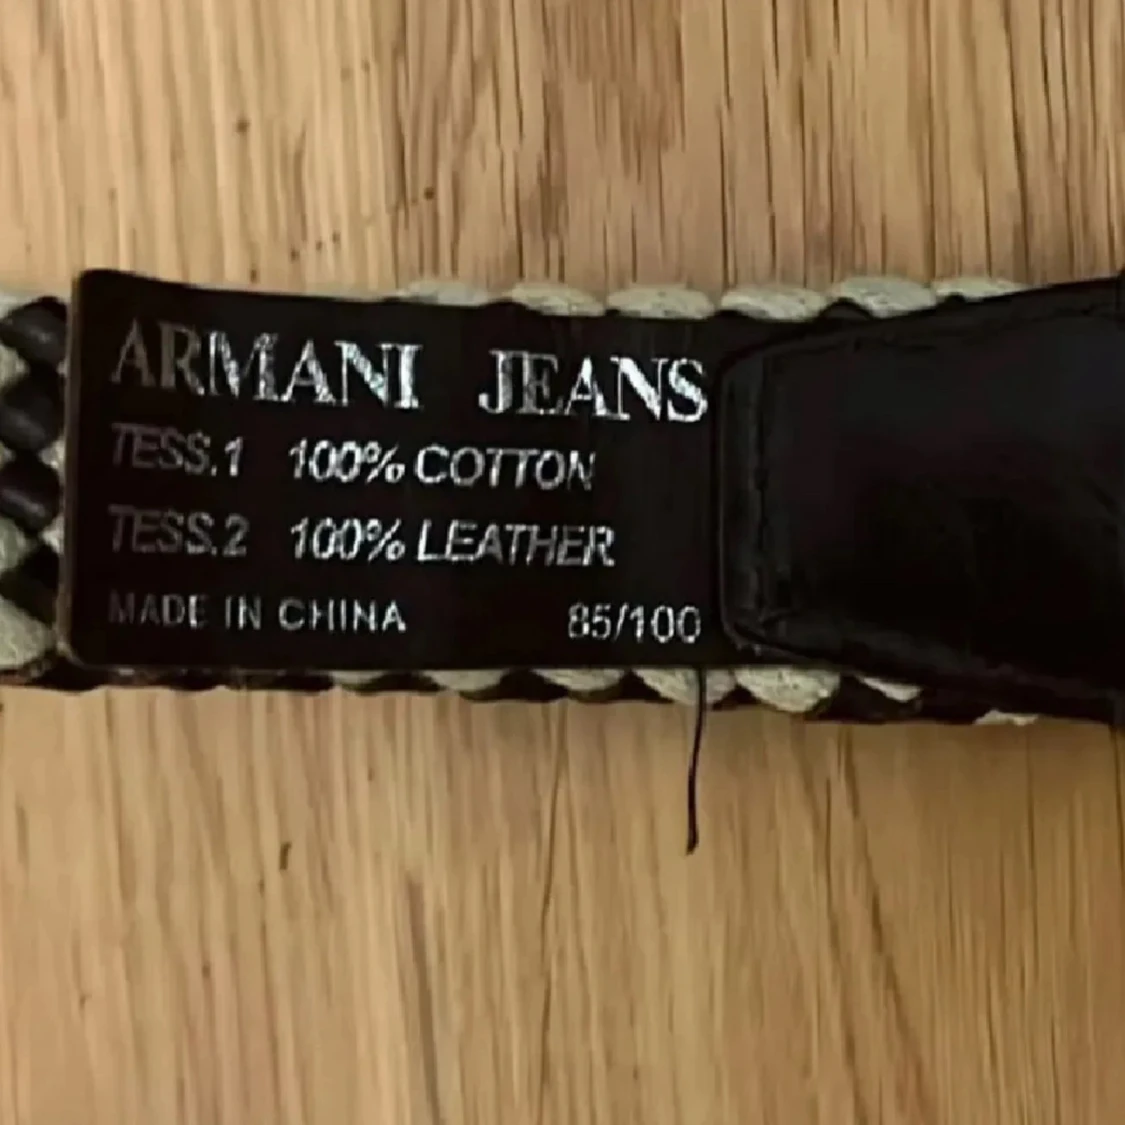 ARMANI JEANS
TESS.1 100% COTTON
TESS.2 100% LEATHER
MADE IN CHINA 85/100